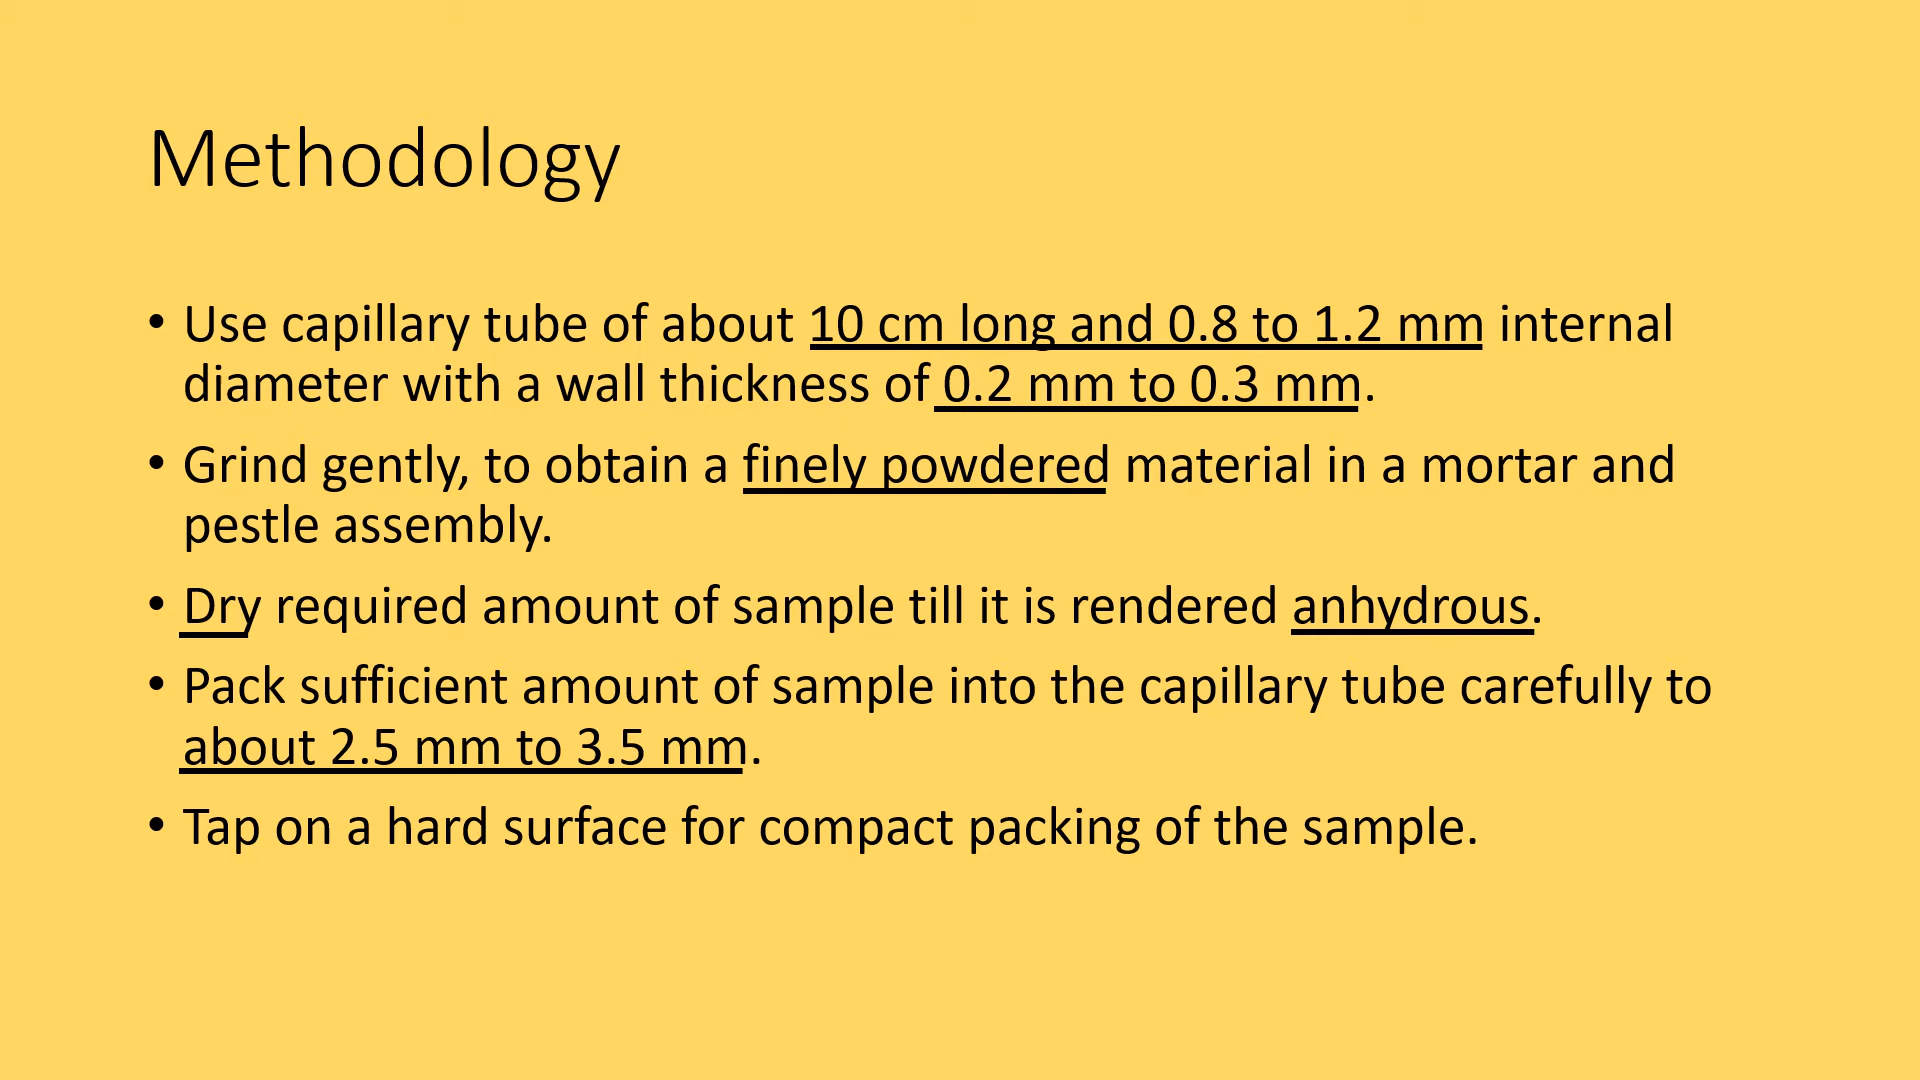 Methodology
• Use capillary tube of about 10 cm long and 0.8 to 1.2 mm internal
diameter with a wall thickness of 0.2 mm to 0.3 mm.
• Grind gently, to obtain a finely powdered material in a mortar and
pestle assembly.
• Dry required amount of sample till it is rendered anhydrous.
• Pack sufficient amount of sample into the capillary tube carefully to
about 2.5 mm to 3.5 mm.
• Tap on a hard surface for compact packing of the sample.